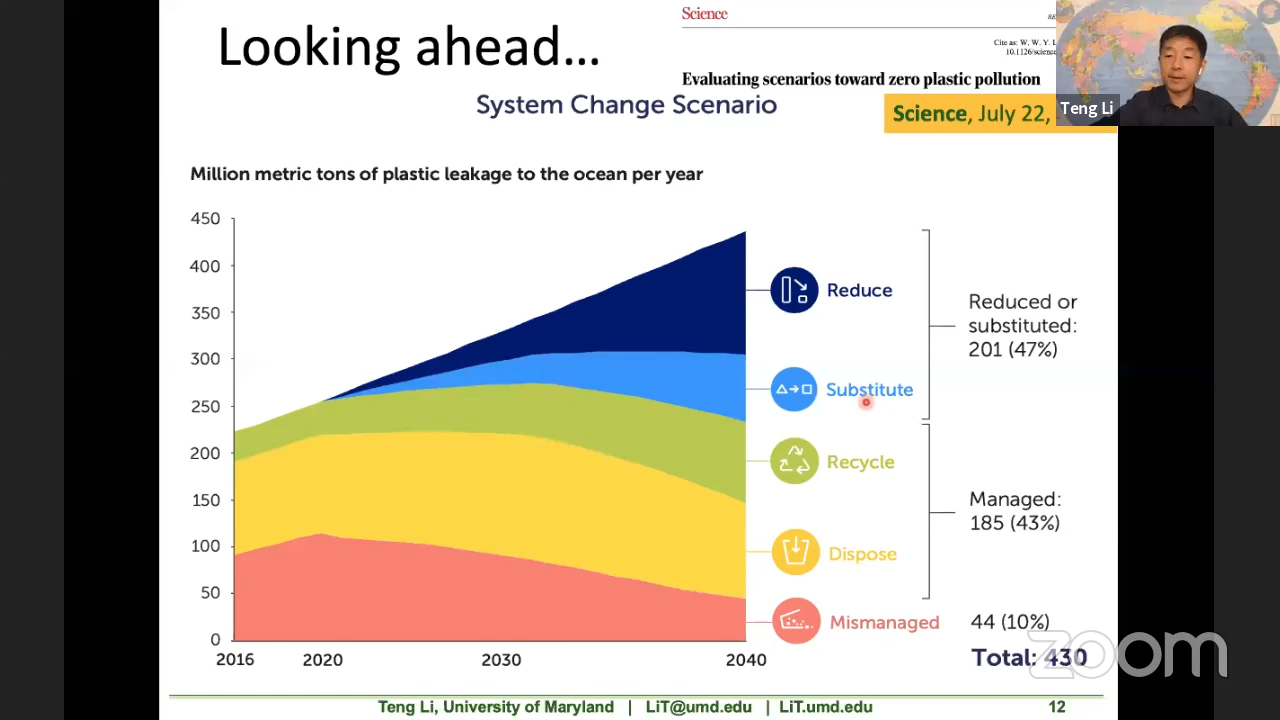 Looking ahead...
Science
Cite as: W. W. Y.
Evaluating scenarios toward zero plastic pollution
System Change Scenario
Science, July 22,
Teng Li
Million metric tons of plastic leakage to the ocean per year
450
400
350
300
250
200
150
100
50
0
2016
2020
2030
2040
Reduce
Substitute
Recycle
Dispose
Mismanaged
Reduced or
substituted:
201 (47%)
Managed:
185 (43%)
44 (10%)
Total: 430
zoom
Teng Li, University of Maryland | LiT@umd.edu | LiT.umd.edu
12